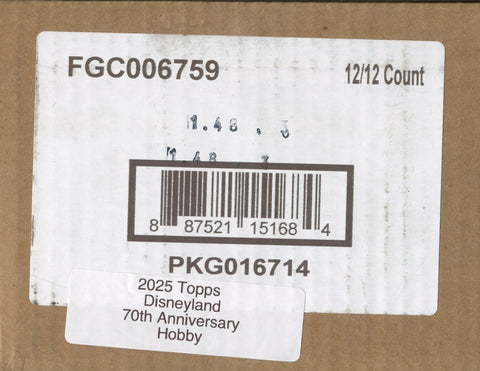 FGC006759
12/12 Count
1.48 . 3
1.48 . 3
8 87521 15168 4
PKG016714
2025 Topps
Disneyland
70th Anniversary
Hobby